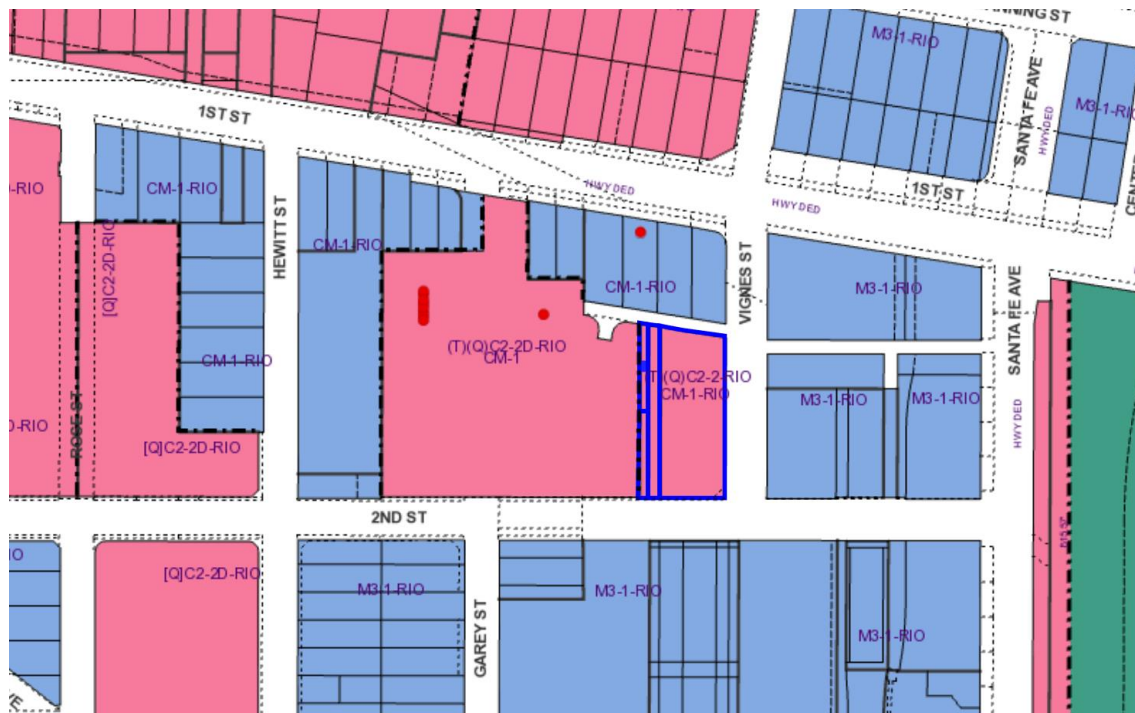 NNING ST
M3-1-RIO
SANTA FE AVE
HWY DED
M3-1-RIO
1ST ST
CM-1-RIO
HWY DED
1ST ST
HWY DED
-RIO
[Q]C2-2D-RIO
HEWITT ST
CM-1-RIO
CM-1-RIO
VIGNES ST
M3-1-RIO
SANTA FE AVE
(T)(Q)C2-2D-RIO
CM-1
CM-1-RIO
(T)(Q)C2-2-RIO
CM-1-RIO
M3-1-RIO
M3-1-RIO
HWY DED
ROSE ST
D-RIO
[Q]C2-2D-RIO
2ND ST
IO
[Q]C2-2D-RIO
M3-1-RIO
GAREY ST
M3-1-RIO
M3-1-RIO